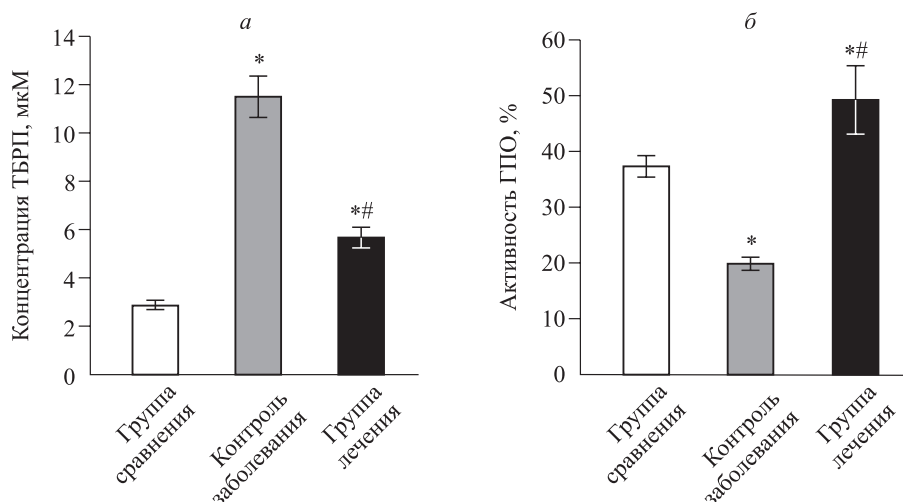 а
Концентрация ТБРП, мкМ
14
12
10
8
6
4
2
0
*
*#
Группа
сравнения
Контроль
заболевания
Группа
лечения
б
Активность ГПО, %
60
50
40
30
20
10
0
*
*#
Группа
сравнения
Контроль
заболевания
Группа
лечения